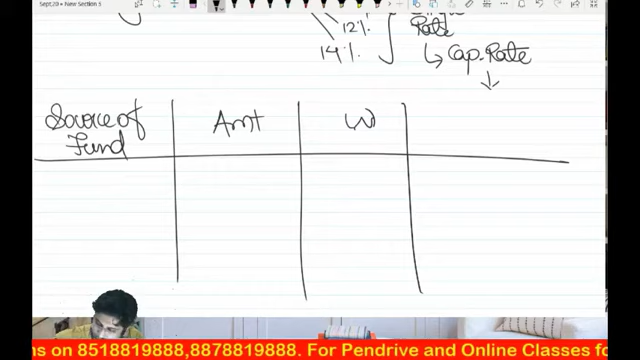 Sept.20 • New Section 3
12%
Rate
14%.
↳ Cap. Rate
Source of Fund
Amt
W
ns on 8518819888,8878819888. For Pendrive and Online Classes fo